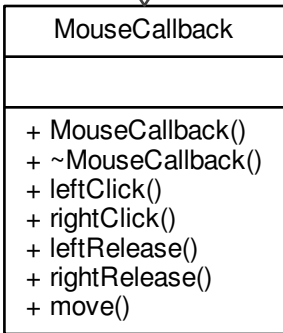 MouseCallback
+ MouseCallback()
+ ~MouseCallback()
+ leftClick()
+ rightClick()
+ leftRelease()
+ rightRelease()
+ move()